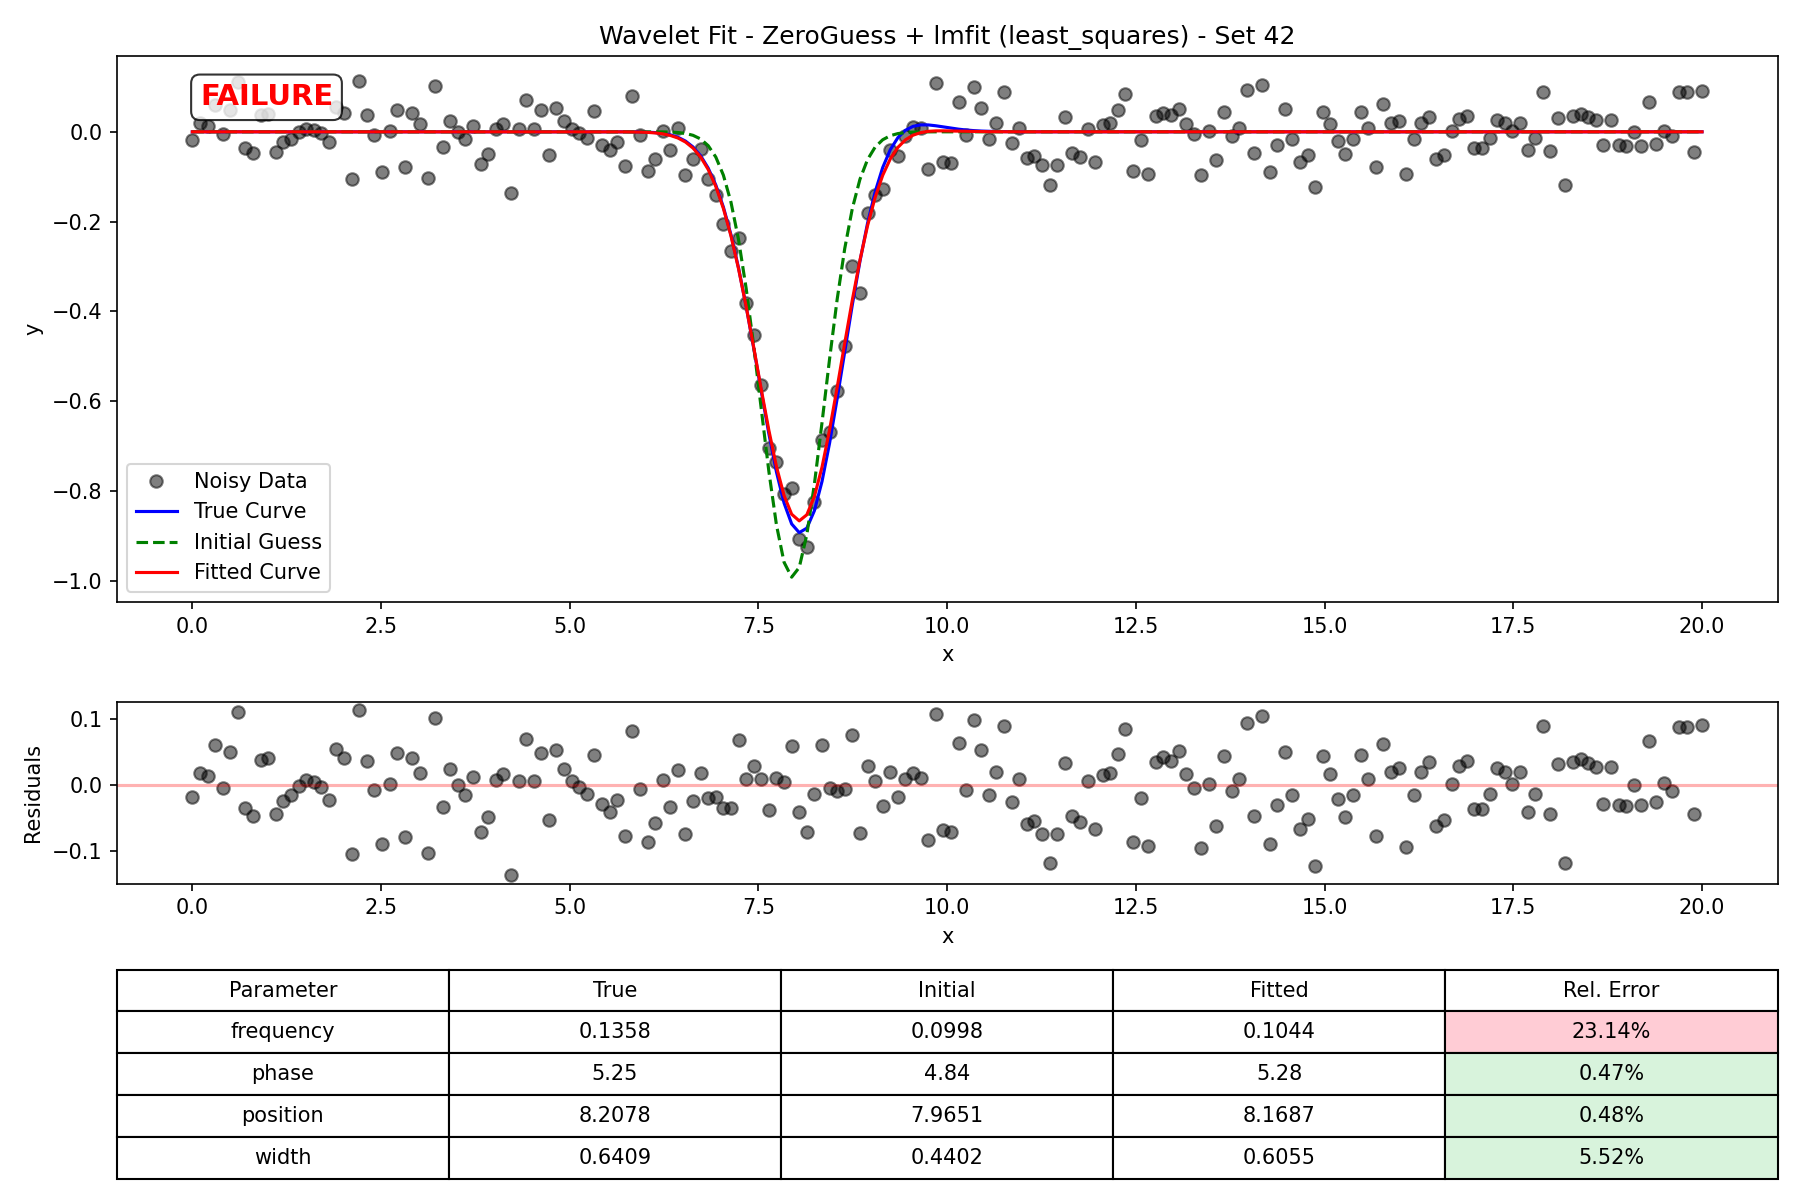 Wavelet Fit - ZeroGuess + lmfit (least_squares) - Set 42
FAILURE
0.0
−0.2
−0.4
−0.6
−0.8
−1.0
y
Noisy Data
True Curve
Initial Guess
Fitted Curve
0.0 2.5 5.0 7.5 10.0 12.5 15.0 17.5 20.0
x
0.1
0.0
−0.1
Residuals
0.0 2.5 5.0 7.5 10.0 12.5 15.0 17.5 20.0
x
Parameter True Initial Fitted Rel. Error
frequency 0.1358 0.0998 0.1044 23.14%
phase 5.25 4.84 5.28 0.47%
position 8.2078 7.9651 8.1687 0.48%
width 0.6409 0.4402 0.6055 5.52%